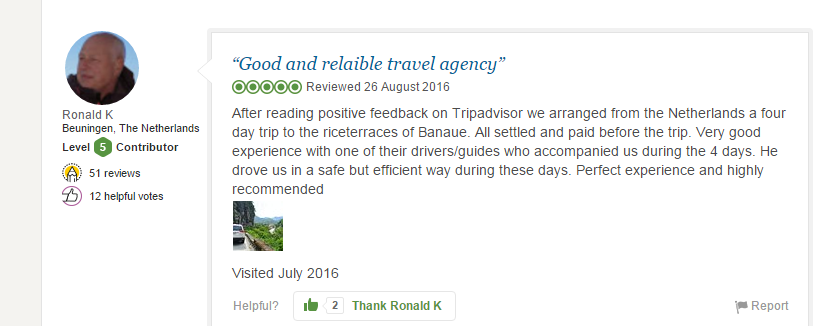 “Good and relaible travel agency”
Reviewed 26 August 2016
Ronald K
Beuningen, The Netherlands
Level 5 Contributor
51 reviews
12 helpful votes
After reading positive feedback on Tripadvisor we arranged from the Netherlands a four
day trip to the riceterraces of Banaue. All settled and paid before the trip. Very good
experience with one of their drivers/guides who accompanied us during the 4 days. He
drove us in a safe but efficient way during these days. Perfect experience and highly
recommended
Visited July 2016
Helpful? 2 Thank Ronald K Report